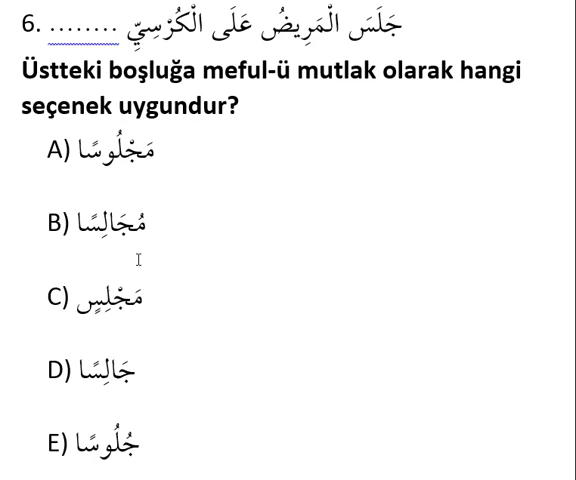 6. ........ جَلَسَ الْمَرِيضُ عَلَى الْكُرْسِيِّ
Üstteki boşluğa meful-ü mutlak olarak hangi
seçenek uygundur?
A) مَجْلُوسًا
B) مُجَالِسًا
C) مَجْلِسٍ
D) جَالِسًا
E) جُلُوسًا